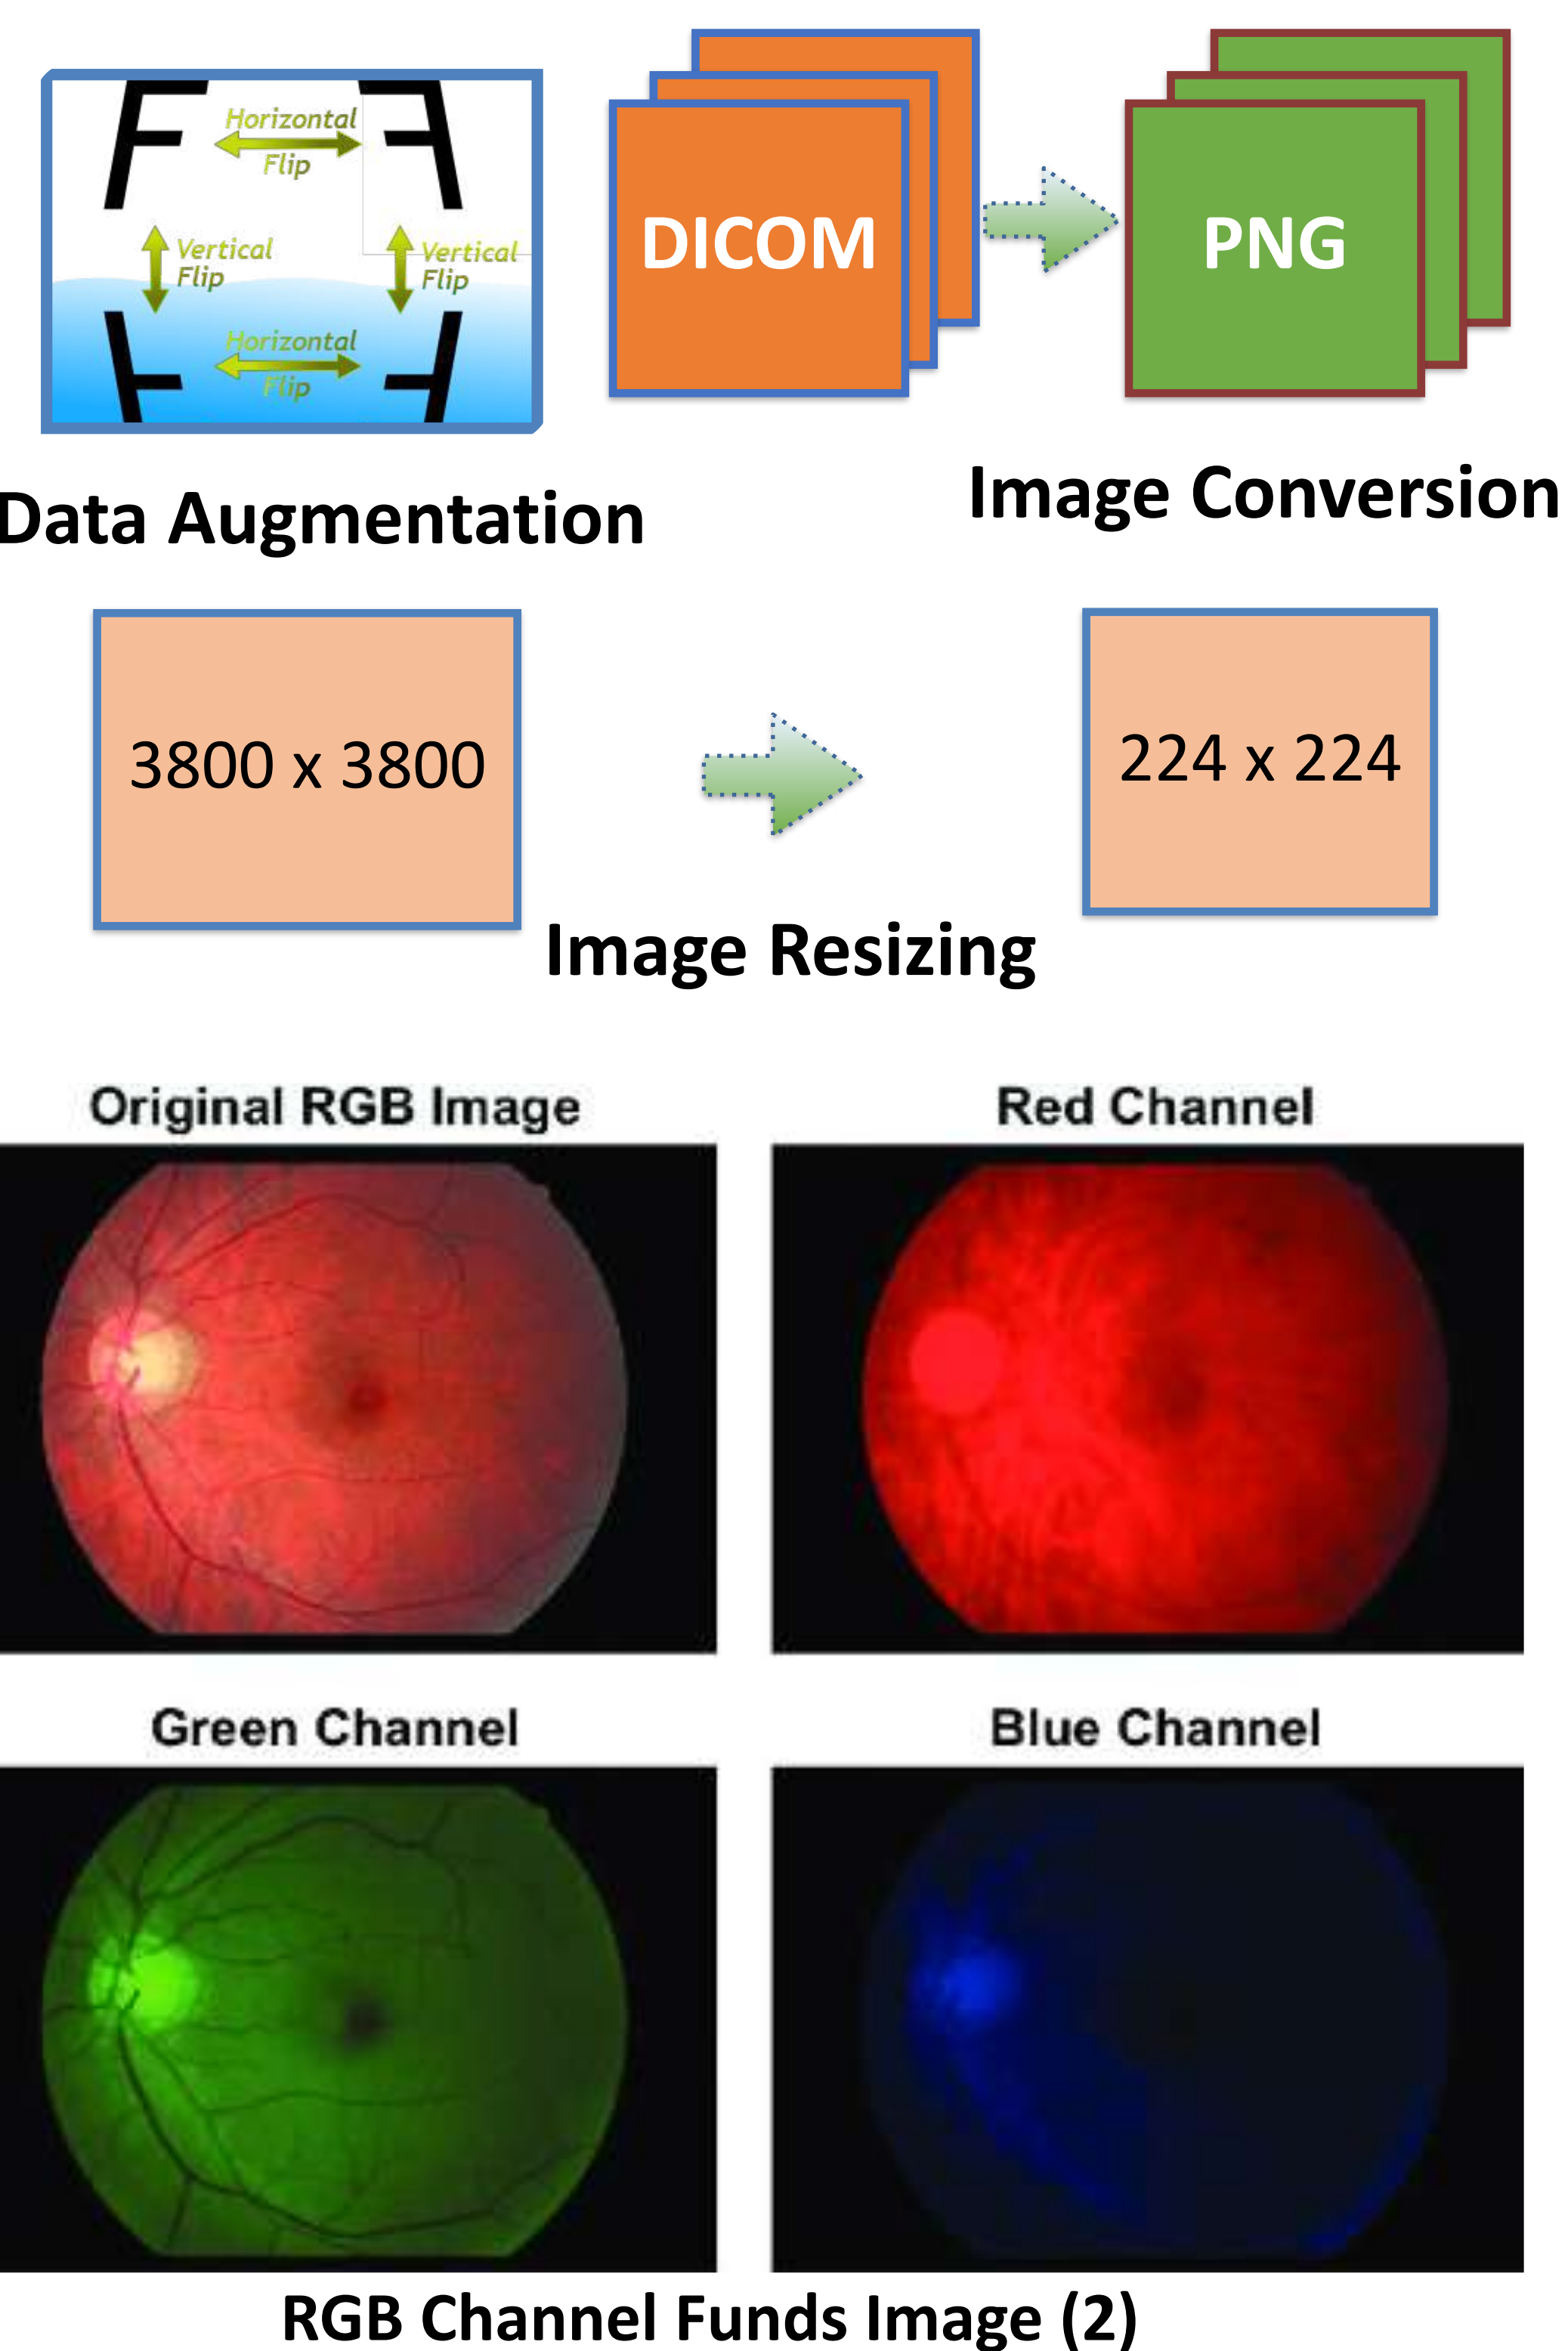 Horizontal
Flip
Vertical
Flip
Vertical
Flip
Horizontal
Flip
DICOM
PNG
Data Augmentation
Image Conversion
3800 x 3800
224 x 224
Image Resizing
Original RGB Image
Red Channel
Green Channel
Blue Channel
RGB Channel Funds Image (2)